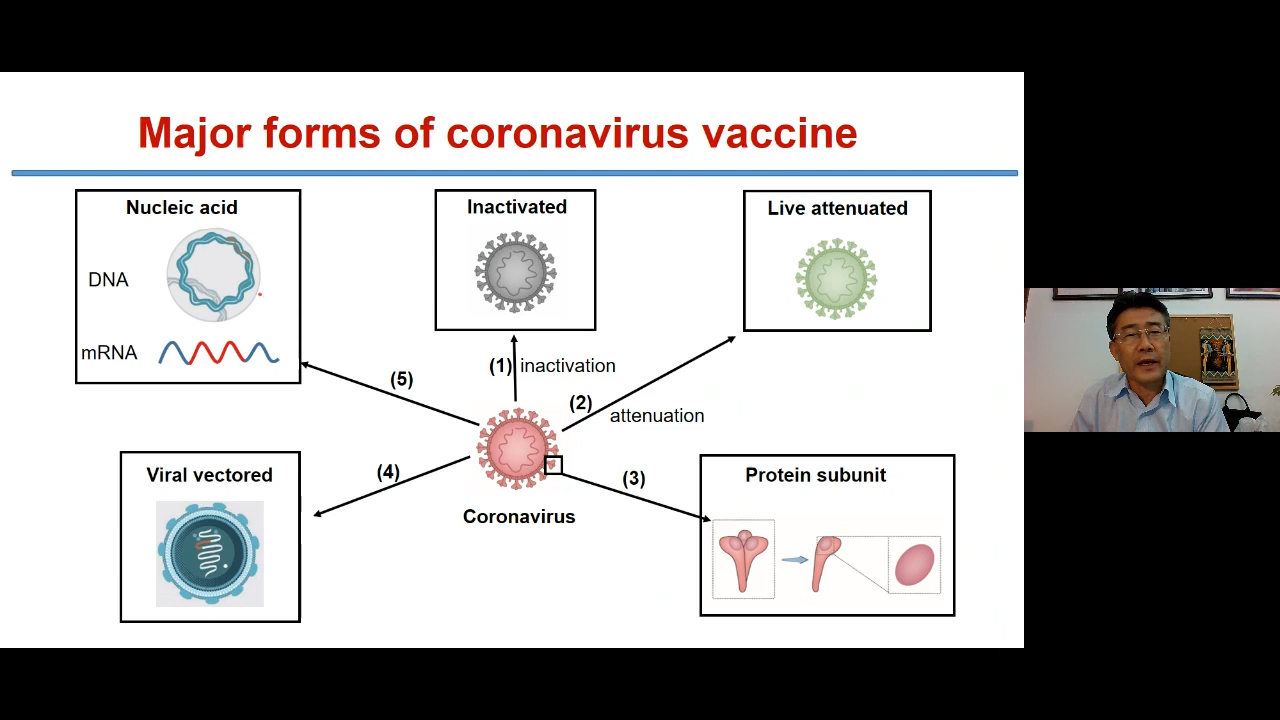 Major forms of coronavirus vaccine
Nucleic acid
DNA
mRNA
Inactivated
Live attenuated
(1) inactivation
(2)
attenuation
(5)
(4)
(3)
Coronavirus
Viral vectored
Protein subunit